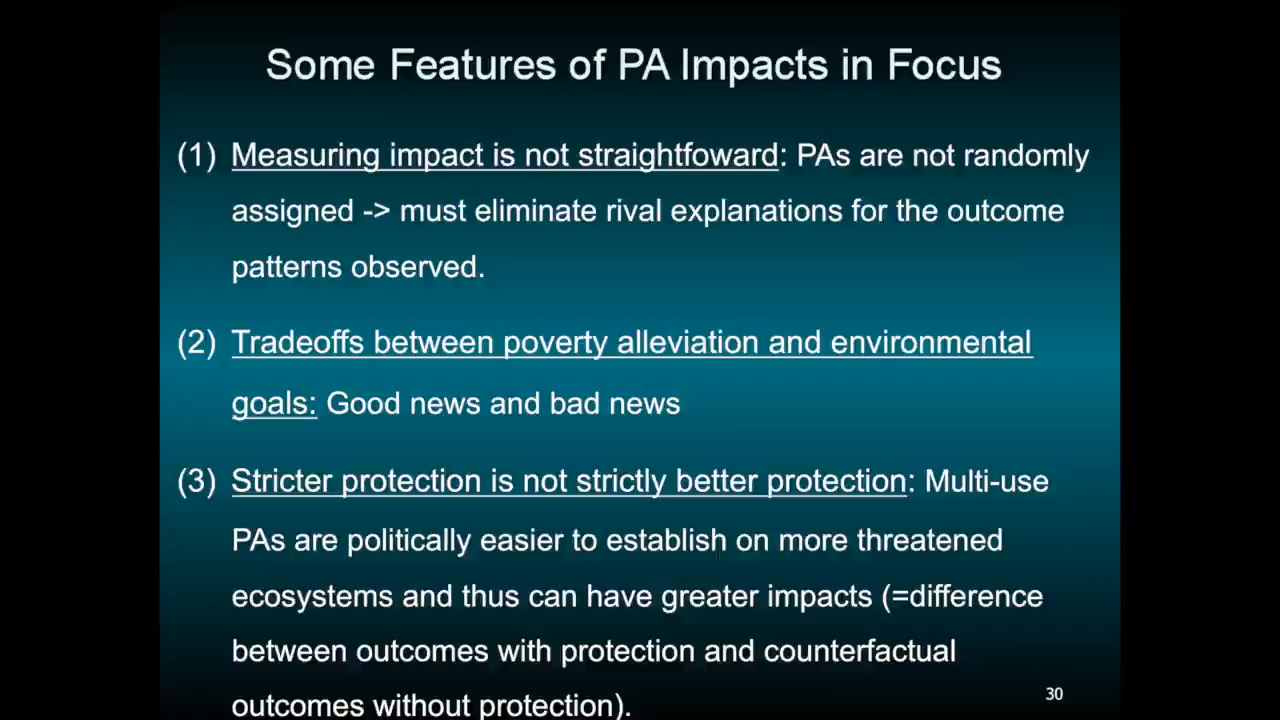 Some Features of PA Impacts in Focus
(1) Measuring impact is not straightfoward: PAs are not randomly
assigned -> must eliminate rival explanations for the outcome
patterns observed.
(2) Tradeoffs between poverty alleviation and environmental
goals: Good news and bad news
(3) Stricter protection is not strictly better protection: Multi-use
PAs are politically easier to establish on more threatened
ecosystems and thus can have greater impacts (=difference
between outcomes with protection and counterfactual
outcomes without protection).
30